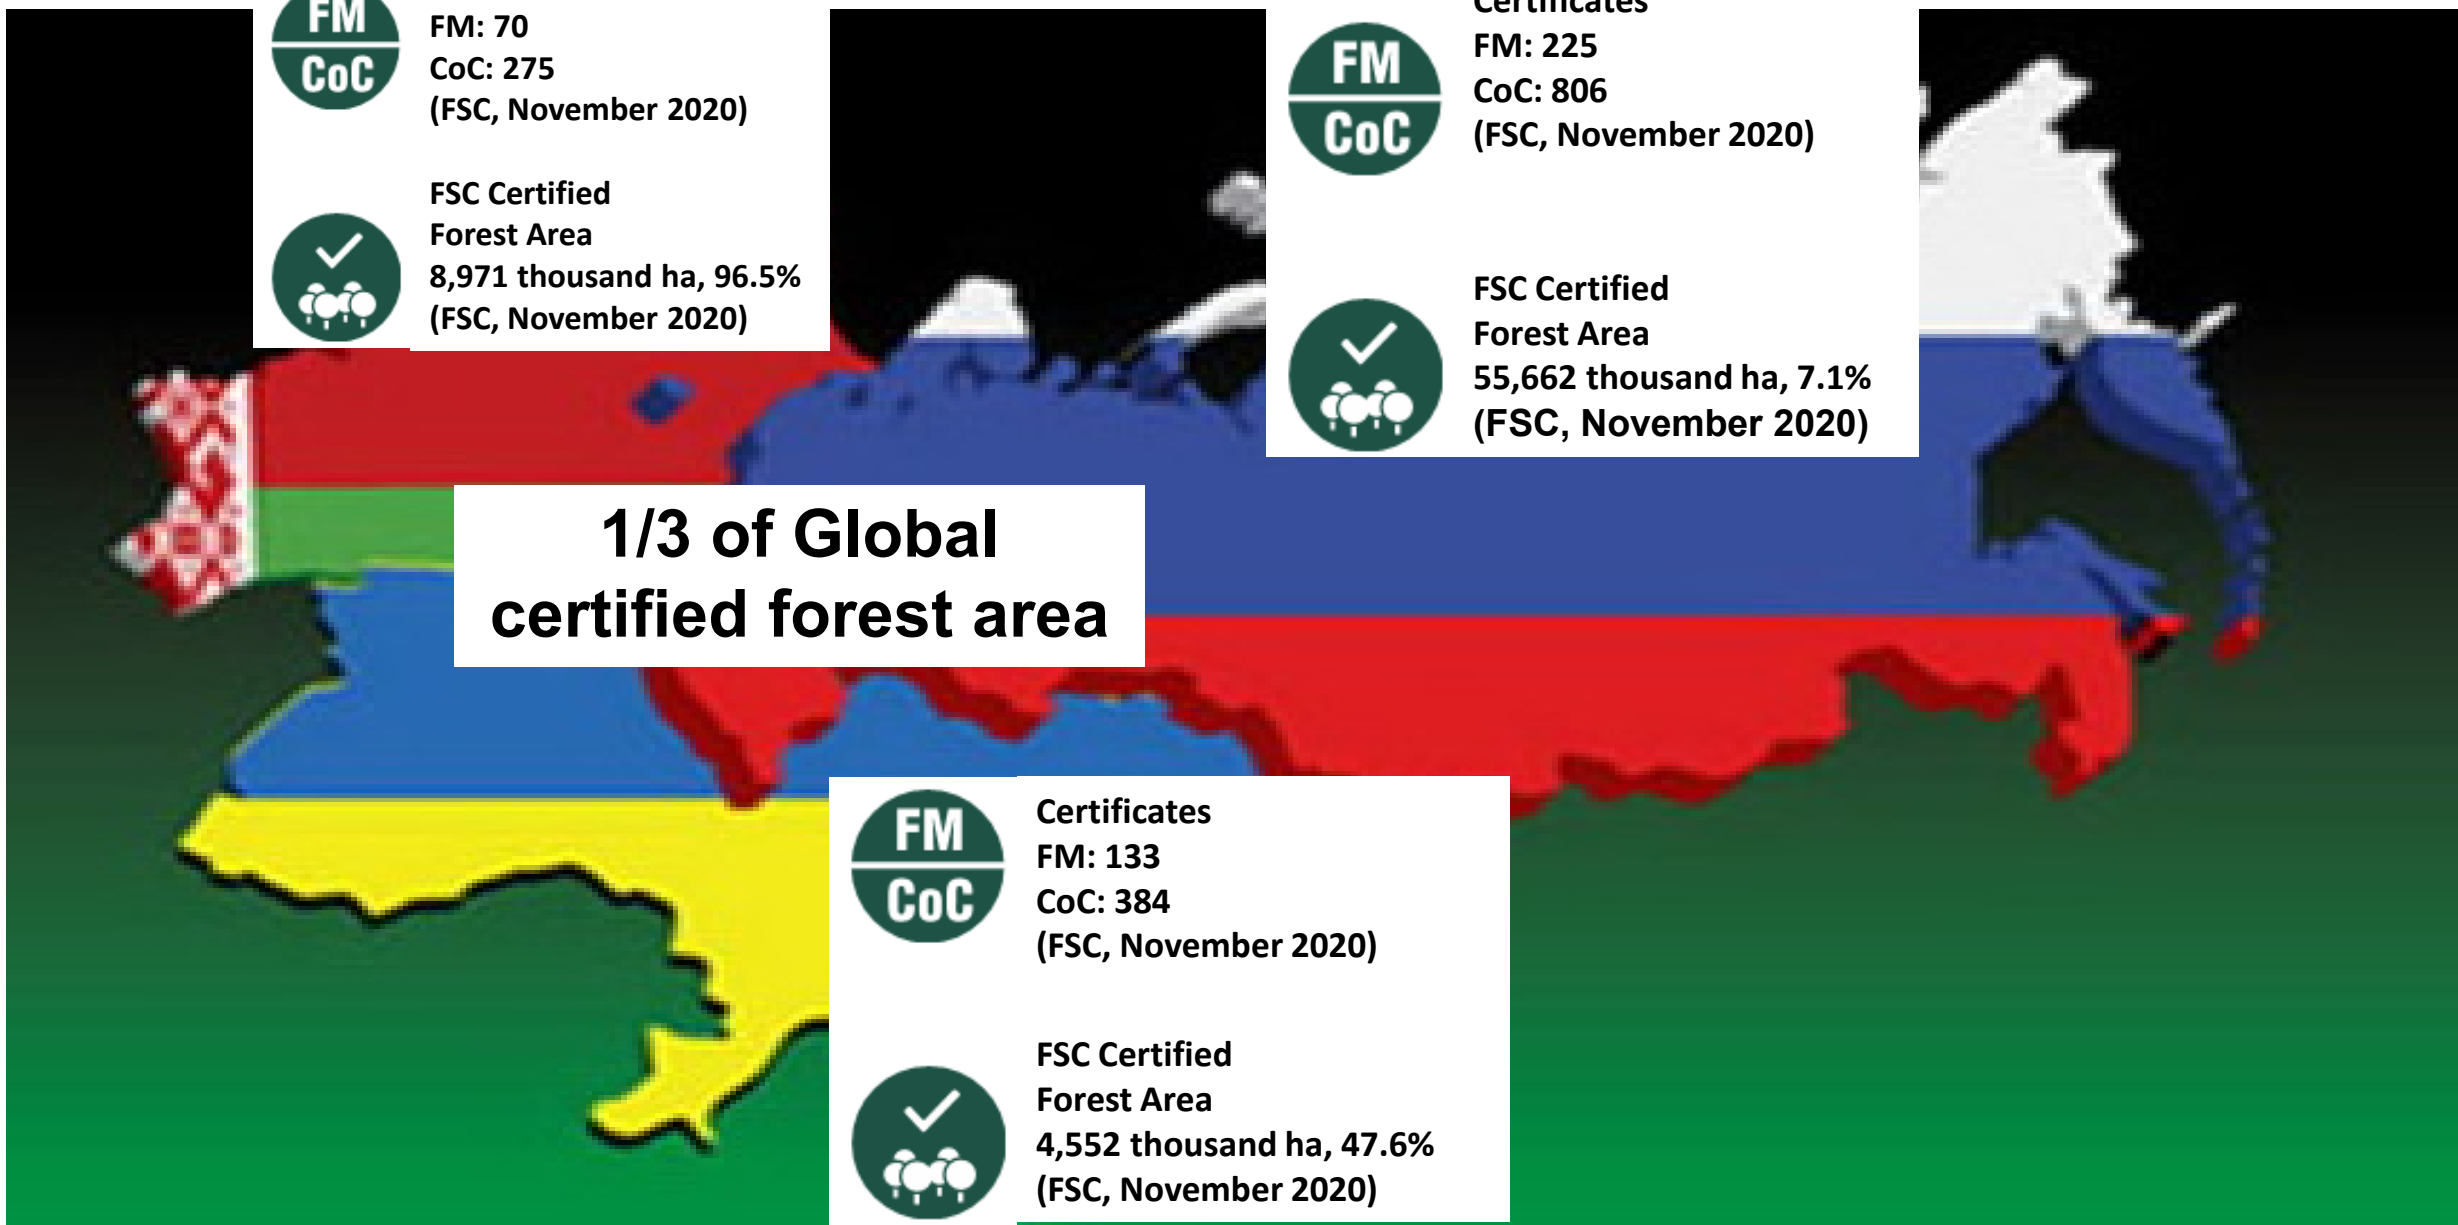 FM
CoC
FM: 70
CoC: 275
(FSC, November 2020)
FSC Certified
Forest Area
8,971 thousand ha, 96.5%
(FSC, November 2020)
Certificates
FM
CoC
FM: 225
CoC: 806
(FSC, November 2020)
FSC Certified
Forest Area
55,662 thousand ha, 7.1%
(FSC, November 2020)
1/3 of Global
certified forest area
FM
CoC
Certificates
FM: 133
CoC: 384
(FSC, November 2020)
FSC Certified
Forest Area
4,552 thousand ha, 47.6%
(FSC, November 2020)